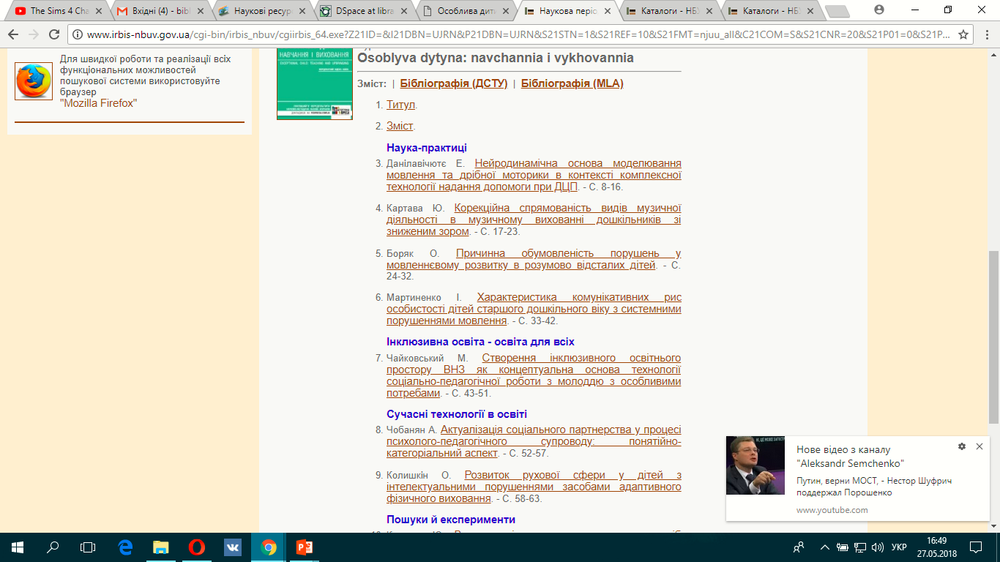 The Sims 4 Cha
Вхідні (4) - bibl
Наукові ресур
DSpace at libra
Особлива дит
Наукова період
Каталоги - НБУ
Каталоги - НБУ
www.irbis-nbuv.gov.ua/cgi-bin/irbis_nbuv/cgiirbis_64.exe?Z21ID=&I21DBN=UJRN&P21DBN=UJRN&S21STN=1&S21REF=10&S21FMT=njuu_all&C21COM=S&S21CNR=20&S21P01=0&S21P...
Для швидкої роботи та реалізації всіх
функціональних можливостей
пошукової системи використовуйте
браузер
"Mozilla Firefox"
НАВЧАННЯ І ВИХОВАННЯ
Osoblyva dytyna: navchannia i vykhovannia
Зміст: | Бібліографія (ДСТУ) | Бібліографія (MLA)
1. Титул.
2. Зміст.
Наука-практиці
3. Данілавічютє Е. Нейродинамічна основа моделювання
мовлення та дрібної моторики в контексті комплексної
технології надання допомоги при ДЦП. - C. 8-16.
4. Картава Ю. Корекційна спрямованість видів музичної
діяльності в музичному вихованні дошкільників зі
зниженим зором. - C. 17-23.
5. Боряк О. Причинна обумовленість порушень у
мовленнєвому розвитку в розумово відсталих дітей. - C.
24-32.
6. Мартиненко І. Характеристика комунікативних рис
особистості дітей старшого дошкільного віку з системними
порушеннями мовлення. - C. 33-42.
Інклюзивна освіта - освіта для всіх
7. Чайковський М. Створення інклюзивного освітнього
простору ВНЗ як концептуальна основа технології
соціально-педагогічної роботи з молоддю з особливими
потребами. - C. 43-51.
Сучасні технології в освіті
8. Чобанян А. Актуалізація соціального партнерства у процесі
психолого-педагогічного супроводу: понятійно-
категоріальний аспект. - C. 52-57.
9. Колишкін О. Розвиток рухової сфери у дітей з
інтелектуальними порушеннями засобами адаптивного
фізичного виховання. - C. 58-63.
Пошуки й експерименти
Нове відео з каналу
"Aleksandr Semchenko"
Путин, верни МОСТ, - Нестор Шуфрич
поддержал Порошенко
www.youtube.com
УКР
16:49
27.05.2018